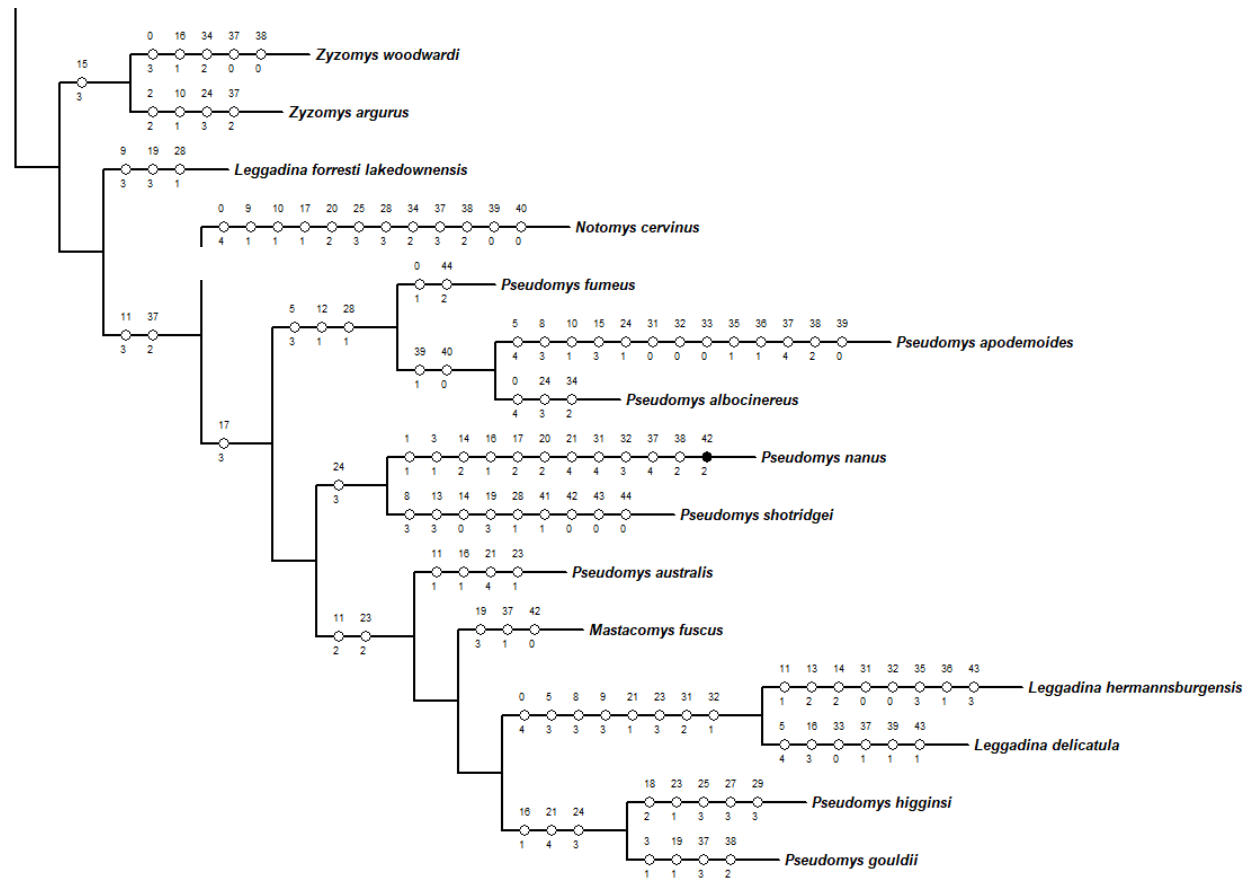 0 16 34 37 38
Zyzomys woodwardi
3 1 2 0 0
15
3
2 10 24 37
Zyzomys argurus
2 1 3 2
9 19 28
Leggadina forresti lakedownensis
3 3 1
0 9 10 17 20 25 28 34 37 38 39 40
Notomys cervinus
4 1 1 1 2 3 3 2 3 2 0 0
0 44
Pseudomys fumeus
1 2
5 12 28
3 1 1
11 37
3 2
5 8 10 15 24 31 32 33 35 36 37 38 39
Pseudomys apodemoides
4 3 1 3 1 0 0 0 1 1 4 2 0
39 40
1 0
0 24 34
Pseudomys albocinereus
4 3 2
17
3
1 3 14 16 17 20 21 31 32 37 38 42
Pseudomys nanus
1 1 2 1 2 2 4 4 3 4 2 2
24
3
8 13 14 19 28 41 42 43 44
Pseudomys shotridgei
3 3 0 3 1 1 0 0 0
11 16 21 23
Pseudomys australis
1 1 4 1
11 23
2 2
19 37 42
Mastacomys fuscus
3 1 0
11 13 14 31 32 35 36 43
Leggadina hermannsburgensis
1 2 2 0 0 3 1 3
0 5 8 9 21 23 31 32
4 3 3 3 1 3 2 1
5 16 33 37 39 43
Leggadina delicatula
4 3 0 1 1 1
18 23 25 27 29
Pseudomys higginsi
2 1 3 3 3
16 21 24
1 4 3
3 19 37 38
Pseudomys gouldii
1 1 3 2